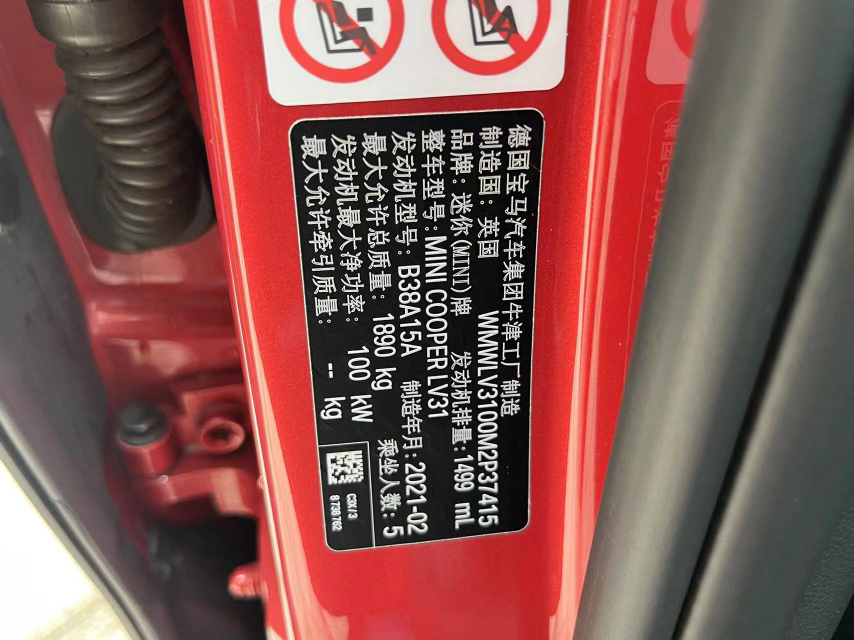 德国宝马汽车集团牛津工厂制造
制造国: 英国 WMWLV3100M2P37415
品牌: 迷你(MINI)牌 发动机排量: 1499 mL
整车型号: MINI COOPER LV31
发动机型号: B38A15A 制造年月: 2021-02
最大允许总质量: 1890 kg 乘坐人数: 5
发动机最大净功率: 100 kW
最大允许牵引质量: -- kg
C3X/3
8738762